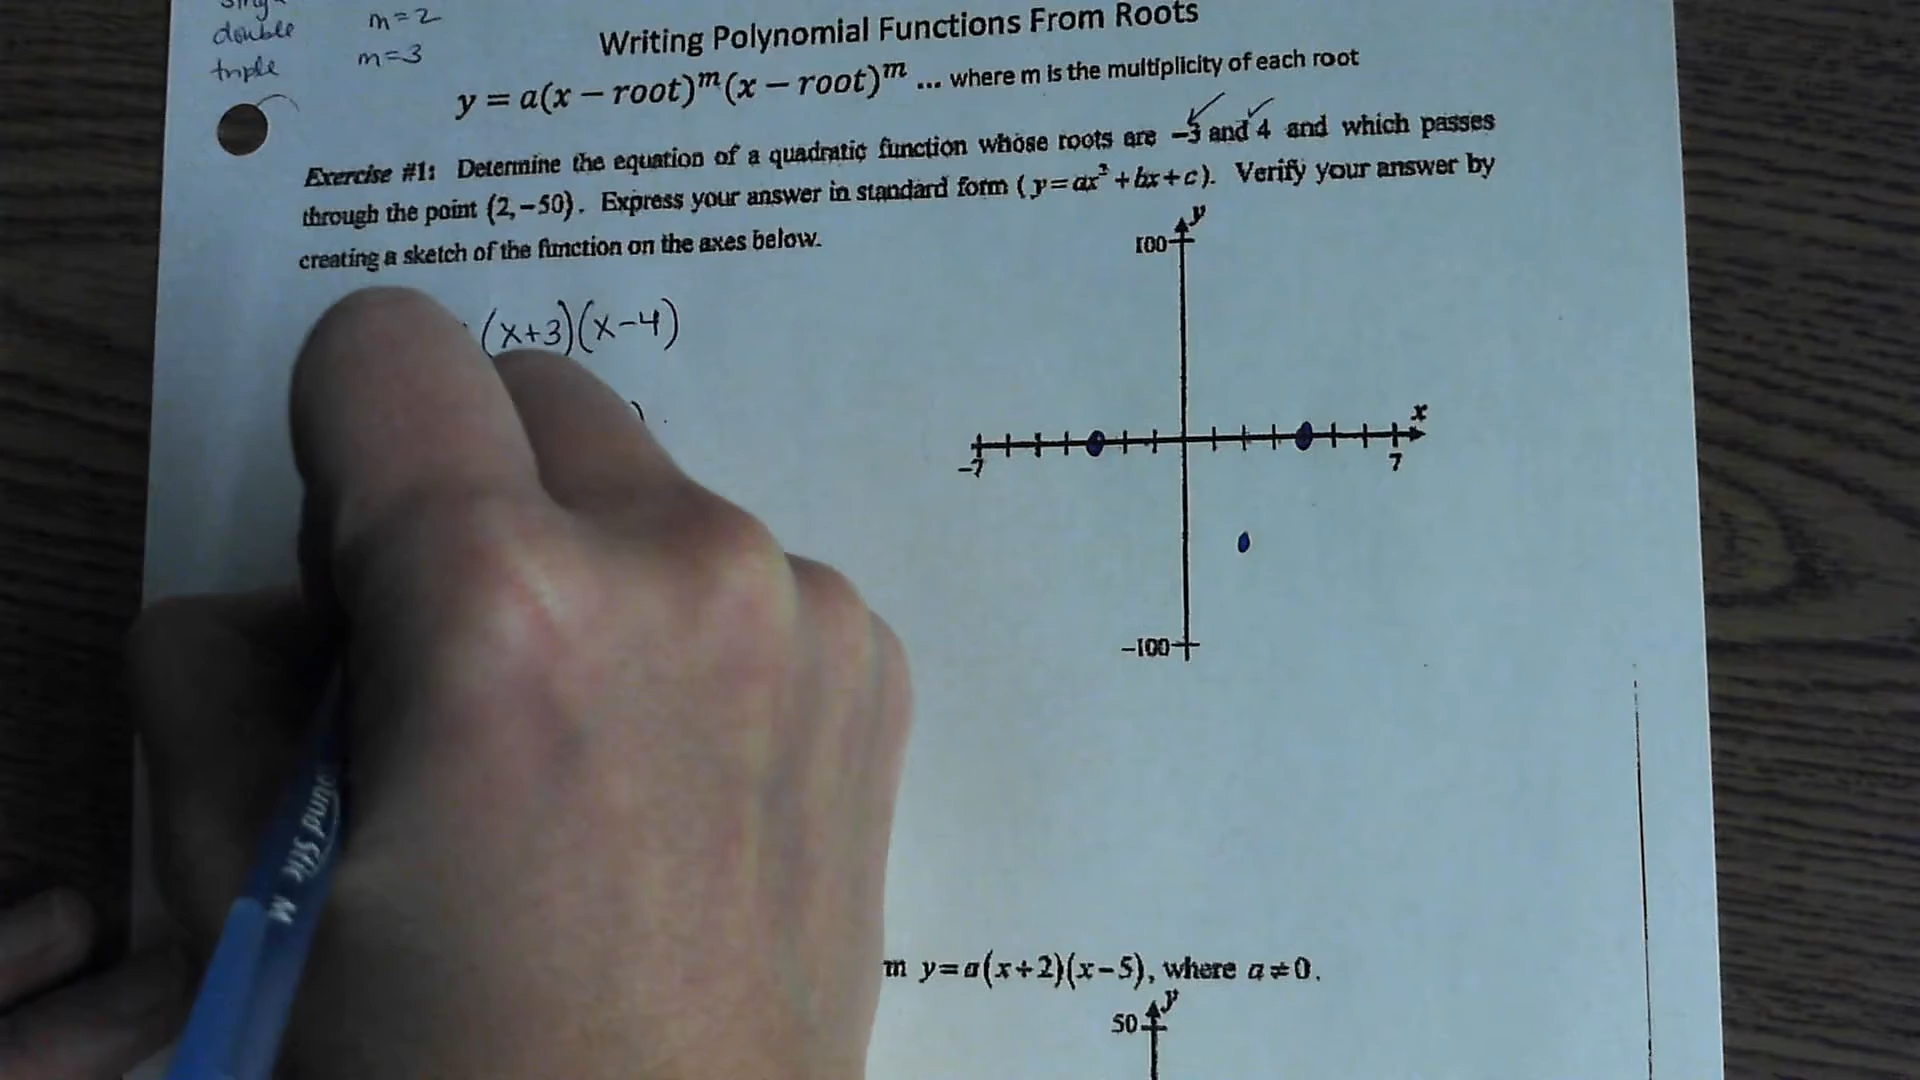 double m=2
triple m=3
Writing Polynomial Functions From Roots
y = a(x − root)^m (x − root)^m ... where m is the multiplicity of each root
Exercise #1: Determine the equation of a quadratic function whose roots are −3 and 4 and which passes
through the point (2,−50). Express your answer in standard form ( y=ax²+bx+c). Verify your answer by
creating a sketch of the function on the axes below.
y
100
(x+3)(x-4)
x
-7
7
-100
y=a(x+2)(x−5), where a≠0.
y
50